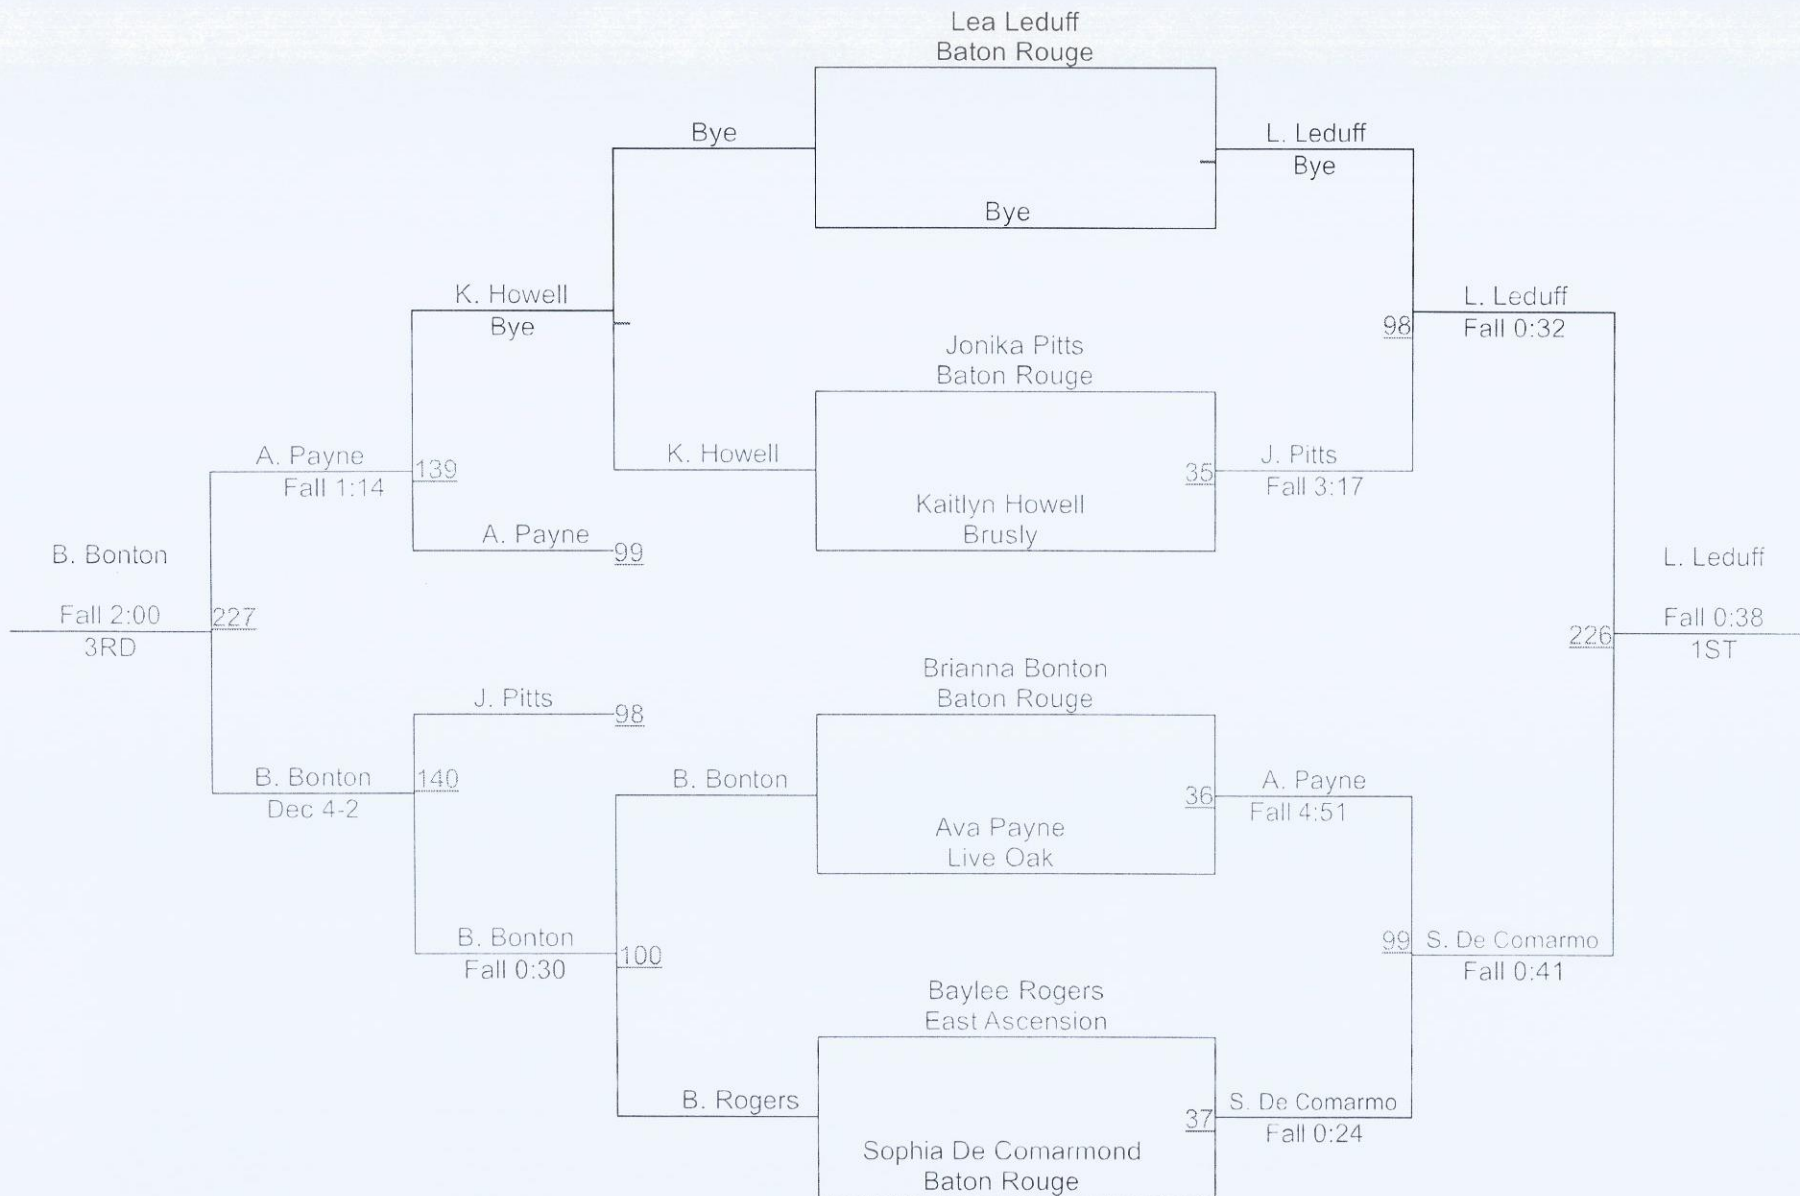 Lea Leduff
Baton Rouge
Bye
L. Leduff
Bye
Bye
K. Howell
Bye
L. Leduff
98
Fall 0:32
Jonika Pitts
Baton Rouge
A. Payne
139
Fall 1:14
K. Howell
35
J. Pitts
Fall 3:17
Kaitlyn Howell
Brusly
A. Payne
99
B. Bonton
Fall 2:00
227
3RD
L. Leduff
Fall 0:38
226
1ST
Brianna Bonton
Baton Rouge
J. Pitts
98
B. Bonton
140
Dec 4-2
B. Bonton
36
A. Payne
Fall 4:51
Ava Payne
Live Oak
B. Bonton
100
Fall 0:30
99
S. De Comarmo
Fall 0:41
Baylee Rogers
East Ascension
B. Rogers
37
S. De Comarmo
Fall 0:24
Sophia De Comarmond
Baton Rouge